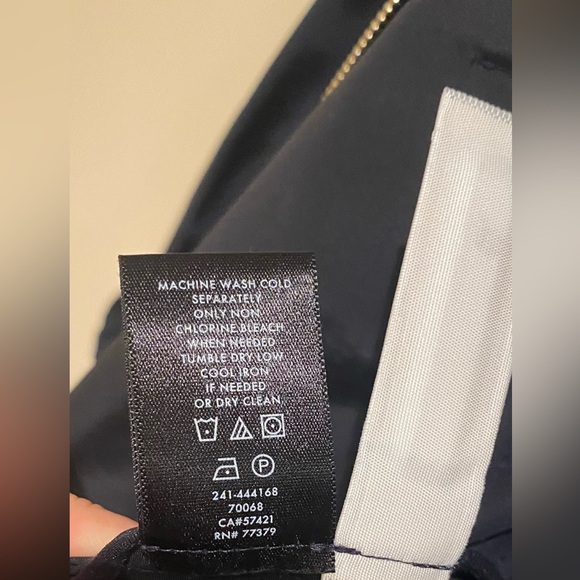 MACHINE WASH COLD
SEPARATELY
ONLY NON
CHLORINE BLEACH
WHEN NEEDED
TUMBLE DRY LOW
COOL IRON
IF NEEDED
OR DRY CLEAN
P
241-444168
70068
CA#57421
RN# 77379